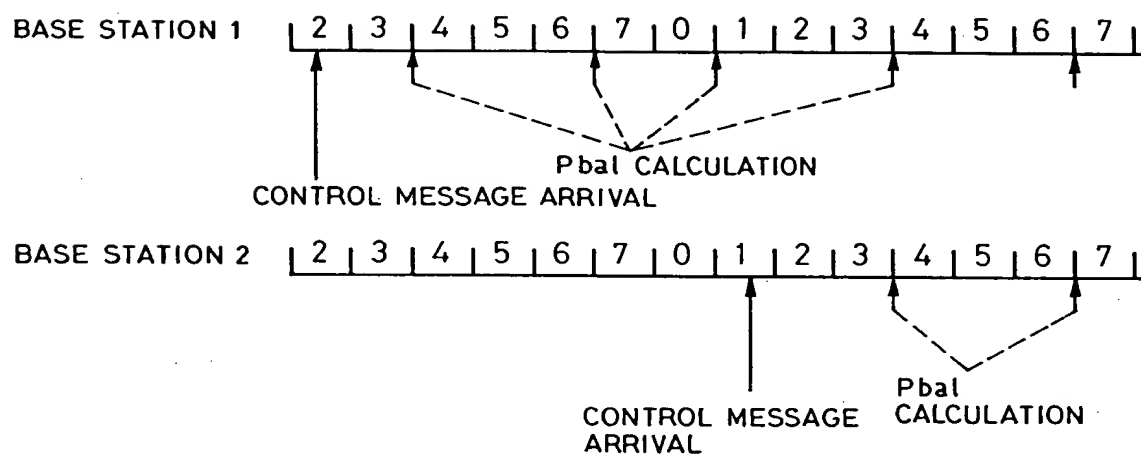 BASE STATION 1 2 3 4 5 6 7 0 1 2 3 4 5 6 7
Pbal CALCULATION
CONTROL MESSAGE ARRIVAL
BASE STATION 2 2 3 4 5 6 7 0 1 2 3 4 5 6 7
Pbal
CALCULATION
CONTROL MESSAGE
ARRIVAL